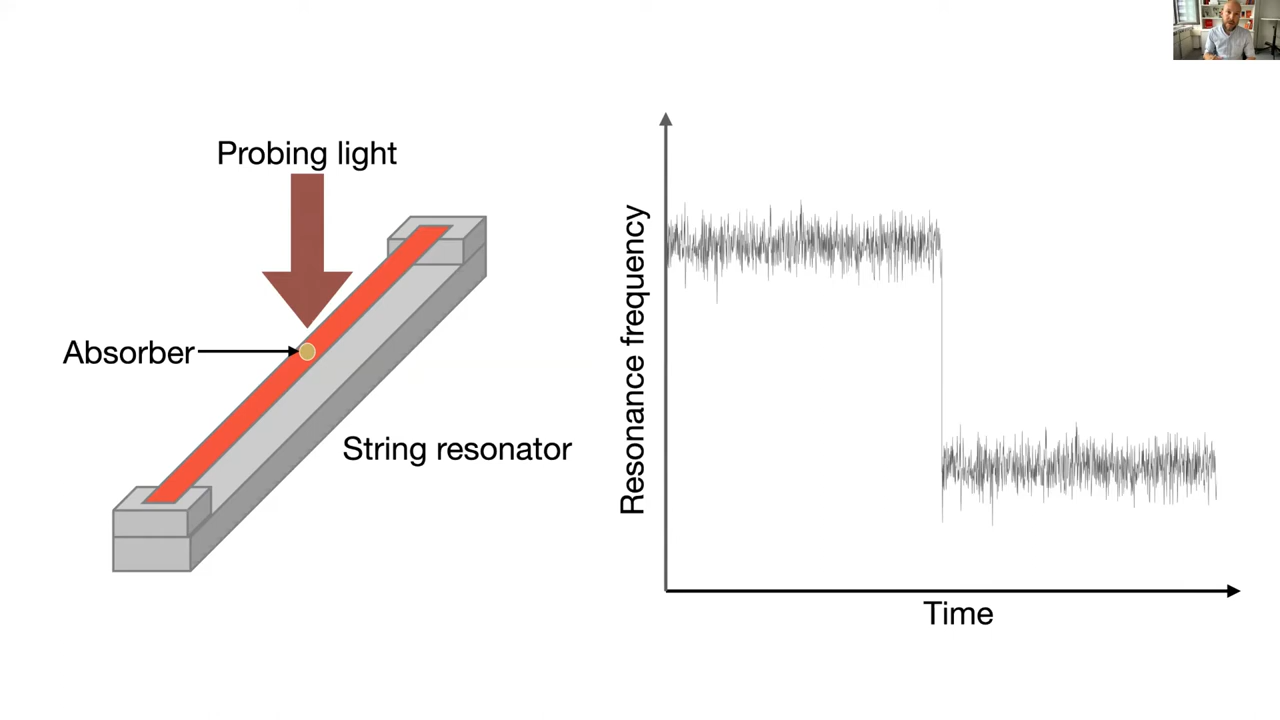 Probing light
Absorber
String resonator
Resonance frequency
Time